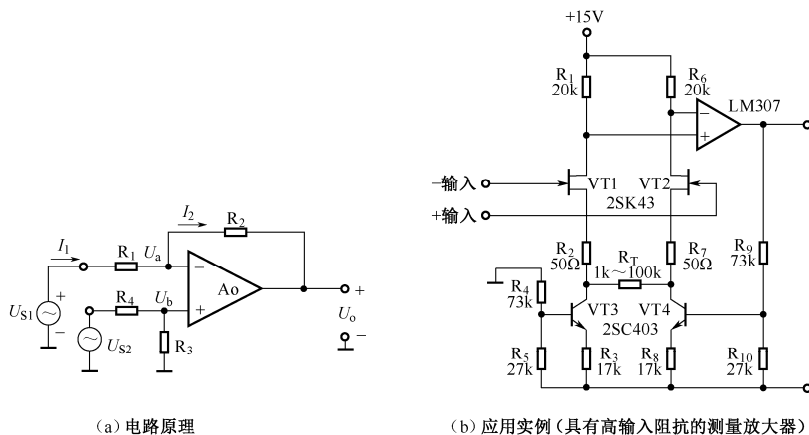 +15V
R1
20k
R6
20k
LM307
−
+
−输入
VT1
VT2
2SK43
+输入
I2
R2
I1
R1
Ua
−
Ao
+
US1
+
−
R4
Ub
US2
R3
+
Uo
−
R2
50Ω
RT
1k～100k
R7
50Ω
R9
73k
R4
73k
VT3
VT4
2SC403
R5
27k
R3
17k
R8
17k
R10
27k
（a）电路原理
（b）应用实例（具有高输入阻抗的测量放大器）